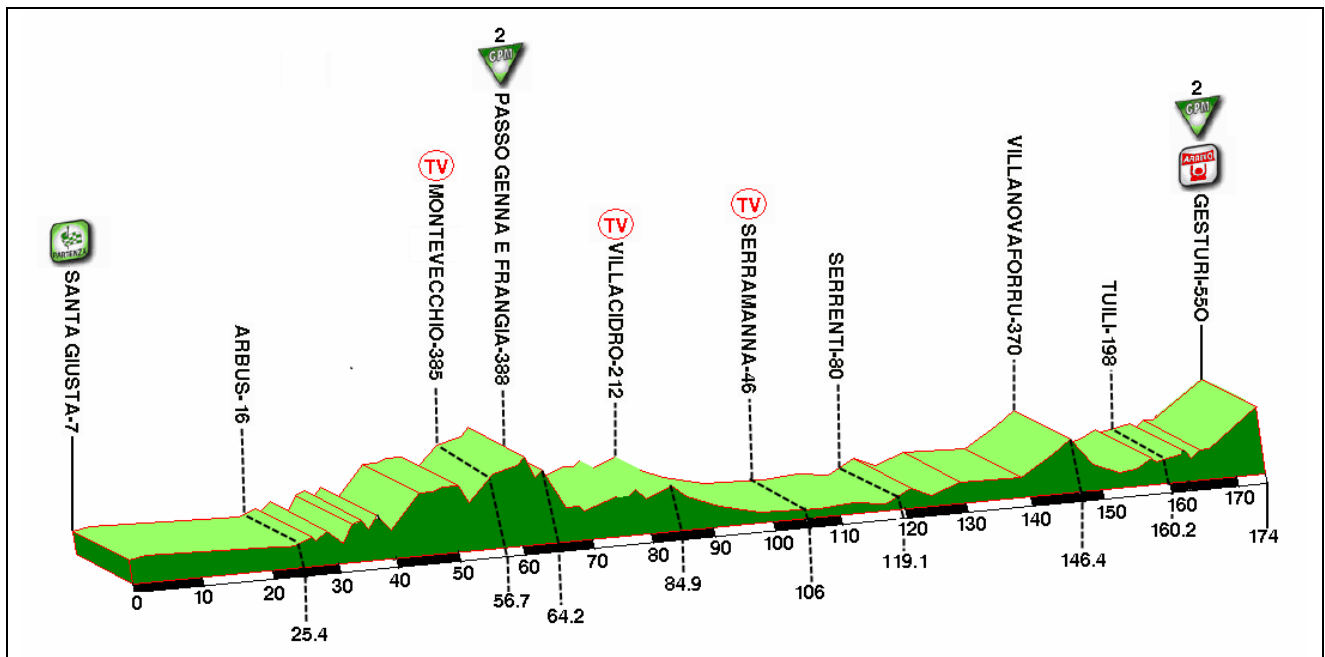 2
GPM
PASSO GENNA E FRANGIA-388
2
GPM
ARRIVO
GESTURI-550
TV
MONTEVECCHIO-385
TV
VILLACIDRO-212
TV
SERRAMANNA-46
VILLANOVAFORRU-370
PARTENZA
SANTA GIUSTA-7
ARBUS-16
SERRENTI-80
TUILI-198
0
10
20
30
40
50
60
70
80
90
100
110
120
130
140
150
160
170
25.4
56.7
64.2
84.9
106
119.1
146.4
160.2
174